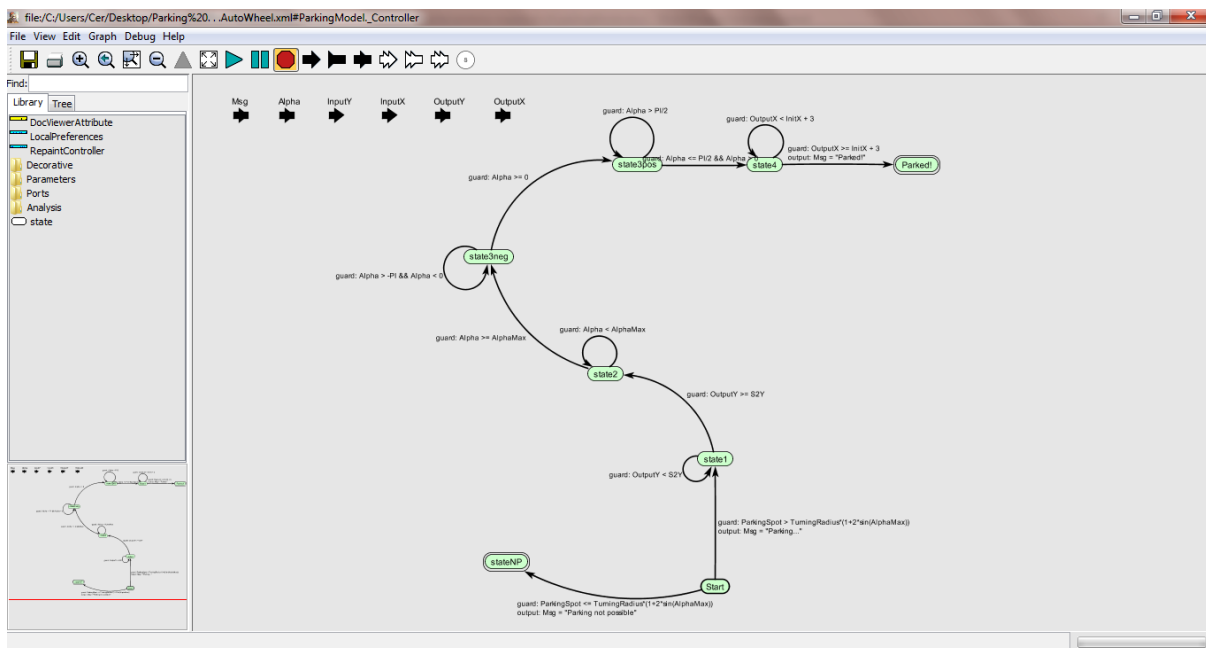 file:/C:/Users/Cer/Desktop/Parking%20. . .AutoWheel.xml#ParkingModel._Controller
File View Edit Graph Debug Help
Find:
Library Tree
DocViewerAttribute
LocalPreferences
RepaintController
Decorative
Parameters
Ports
Analysis
state
Msg Alpha InputY InputX OutputY OutputX
guard: Alpha > PI/2
guard: OutputX < InitX + 3
guard: OutputX >= InitX + 3
output: Msg = "Parked!"
guard: Alpha <= PI/2 && Alpha > 0
state3pos
state4
Parked!
guard: Alpha >= 0
state3neg
guard: Alpha > -PI && Alpha < 0
guard: Alpha < AlphaMax
guard: Alpha >= AlphaMax
state2
guard: OutputY >= S2Y
state1
guard: OutputY < S2Y
guard: ParkingSpot > TurningRadius*(1+2*sin(AlphaMax))
output: Msg = "Parking..."
stateNP
Start
guard: ParkingSpot <= TurningRadius*(1+2*sin(AlphaMax))
output: Msg = "Parking not possible"